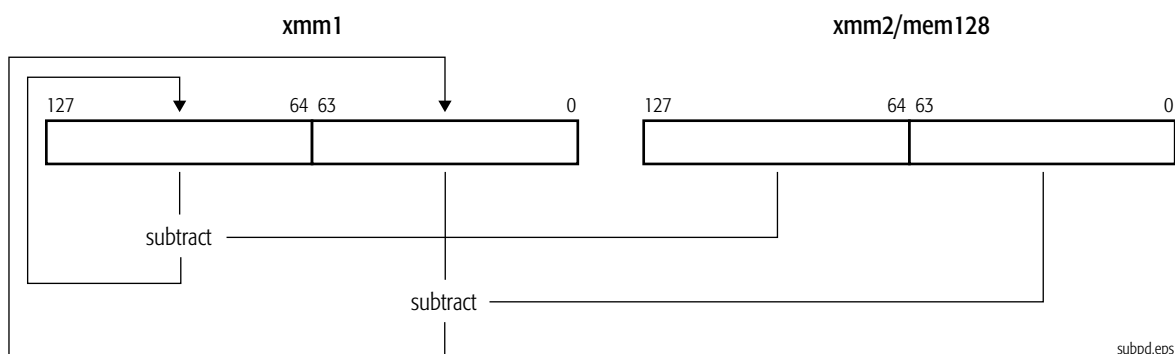 xmm1 xmm2/mem128
127 64 63 0 127 64 63 0
subtract
subtract
subpd.eps